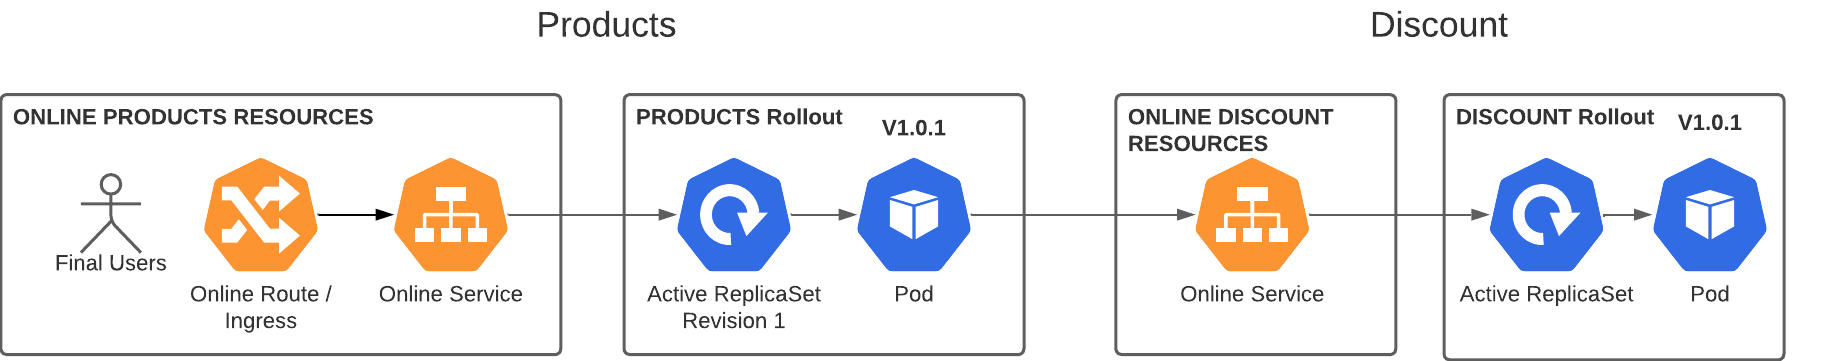 Products
Discount
ONLINE PRODUCTS RESOURCES
Final Users
Online Route /
Ingress
Online Service
PRODUCTS Rollout
V1.0.1
Active ReplicaSet
Revision 1
Pod
ONLINE DISCOUNT
RESOURCES
Online Service
DISCOUNT Rollout
V1.0.1
Active ReplicaSet
Pod